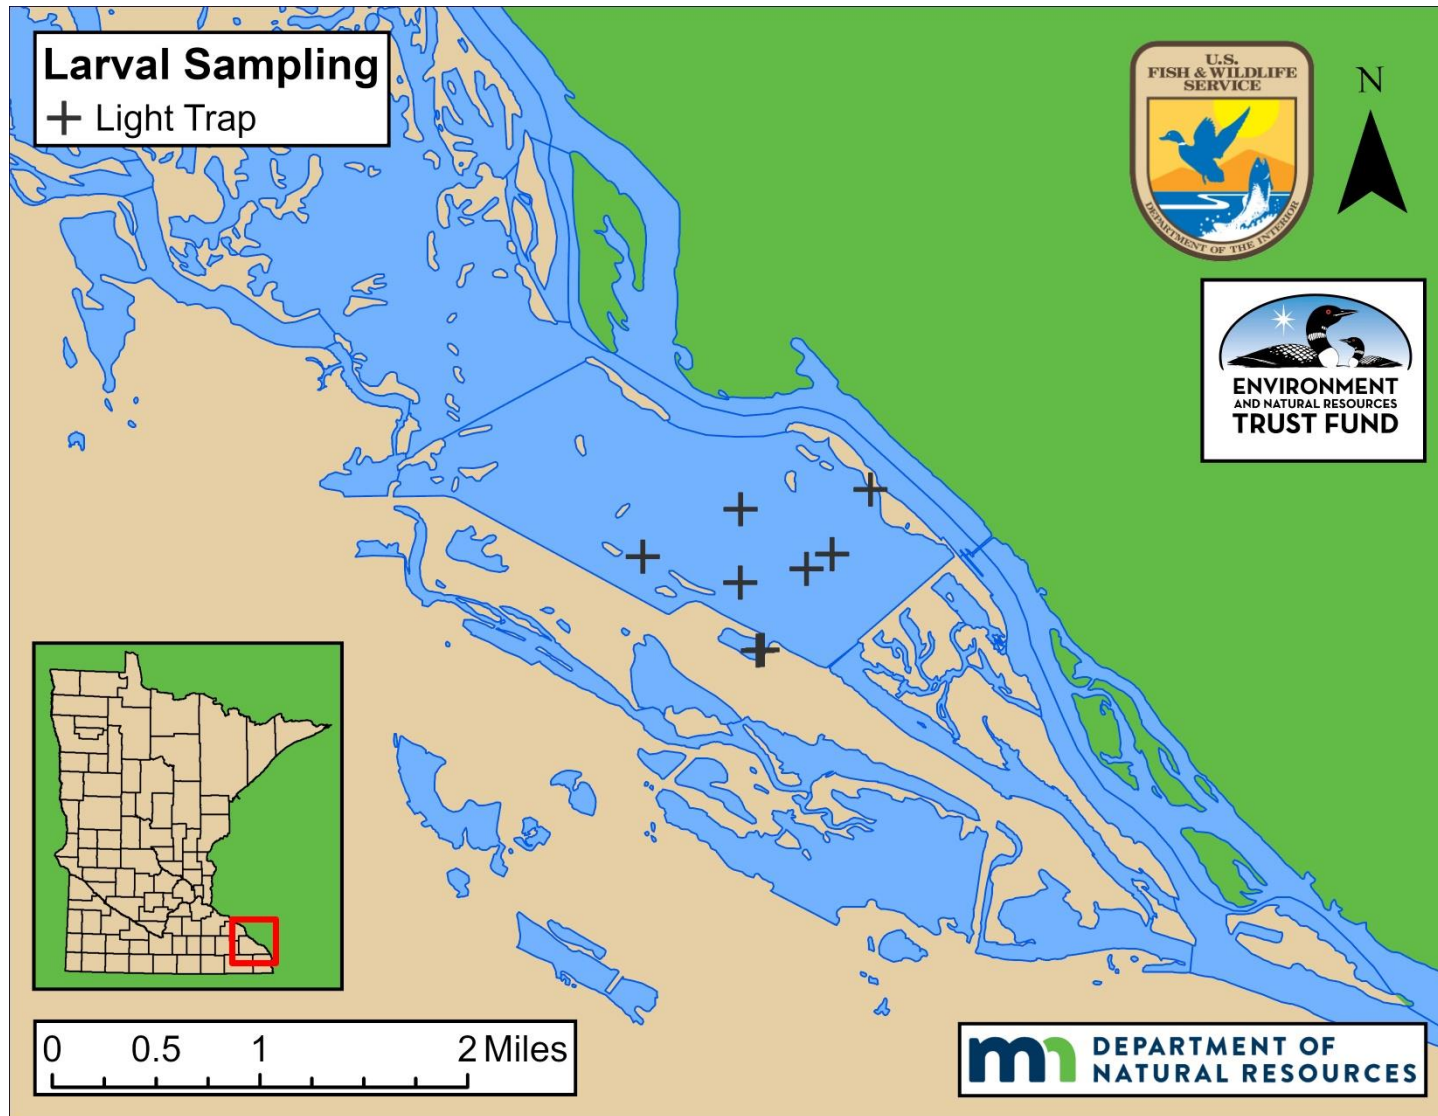 Larval Sampling
Light Trap
U.S.
FISH & WILDLIFE
SERVICE
DEPARTMENT OF THE INTERIOR
N
ENVIRONMENT
AND NATURAL RESOURCES
TRUST FUND
0 0.5 1 2 Miles
mn DEPARTMENT OF
NATURAL RESOURCES